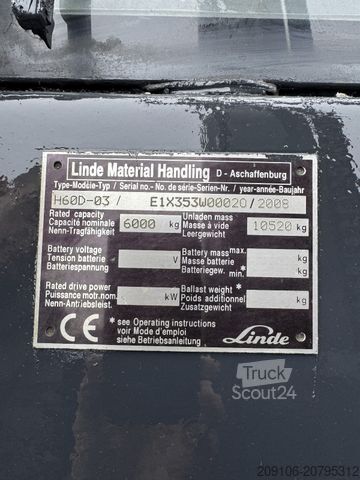 Linde Material Handling D - Aschaffenburg
Type-Modèle-Typ / Serial no.- No. de série-Serien-Nr. / year-année-Baujahr
H60D-03 / E1X353W00020 / 2008
Rated capacity
Capacité nominale
Nenn-Tragfähigkeit 6000 kg
Unladen mass
Masse à vide
Leergewicht 10520 kg
Battery voltage
Tension batterie
Batteriespannung V
Battery mass max.
Masse batterie
Batteriegew. * min. kg
kg
Rated drive power
Puissance motr.nom.
Nenn-Antriebsleist. kW
Ballast weight *
Poids additionnel
Zusatzgewicht kg
CE * see Operating instructions
voir Mode d'emploi
siehe Betriebsanleitung
Linde
Truck
Scout24
209106-20795312